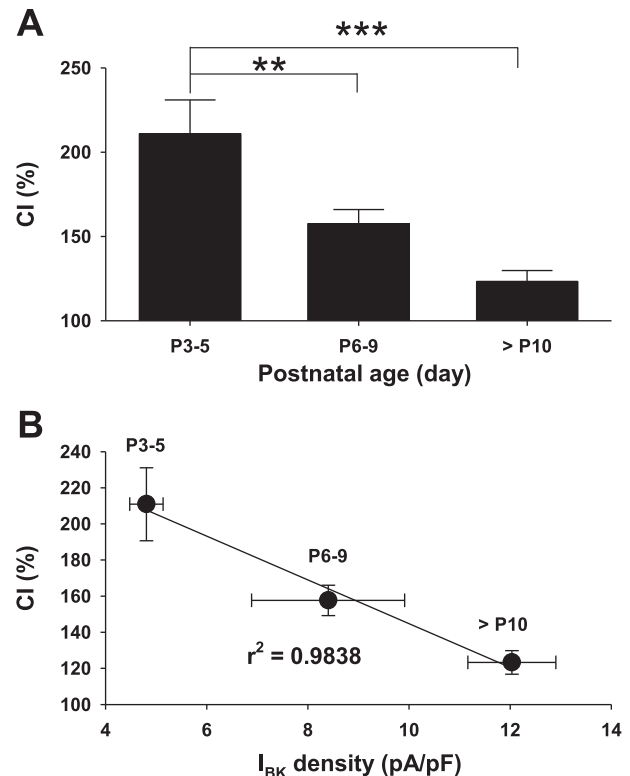 A
***
**
250
200
150
100
CI (%)
P3-5
P6-9
> P10
Postnatal age (day)
B
240
220
200
180
160
140
120
100
CI (%)
P3-5
P6-9
> P10
r² = 0.9838
4
6
8
10
12
14
I_BK density (pA/pF)